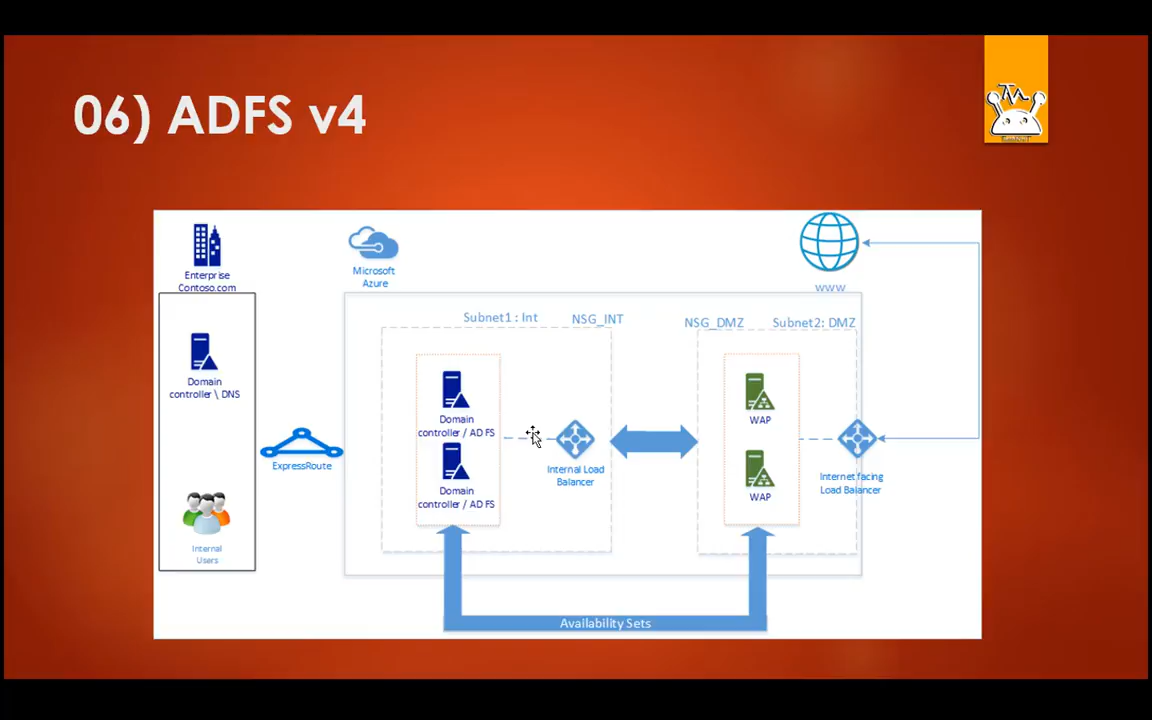 06) ADFS v4
Enterprise
Contoso.com
Microsoft
Azure
www
Subnet1 : Int
NSG_INT
NSG_DMZ
Subnet2: DMZ
Domain
controller \ DNS
Domain
controller / AD FS
Domain
controller / AD FS
Internal Load
Balancer
WAP
WAP
Internet facing
Load Balancer
ExpressRoute
Internal
Users
Availability Sets